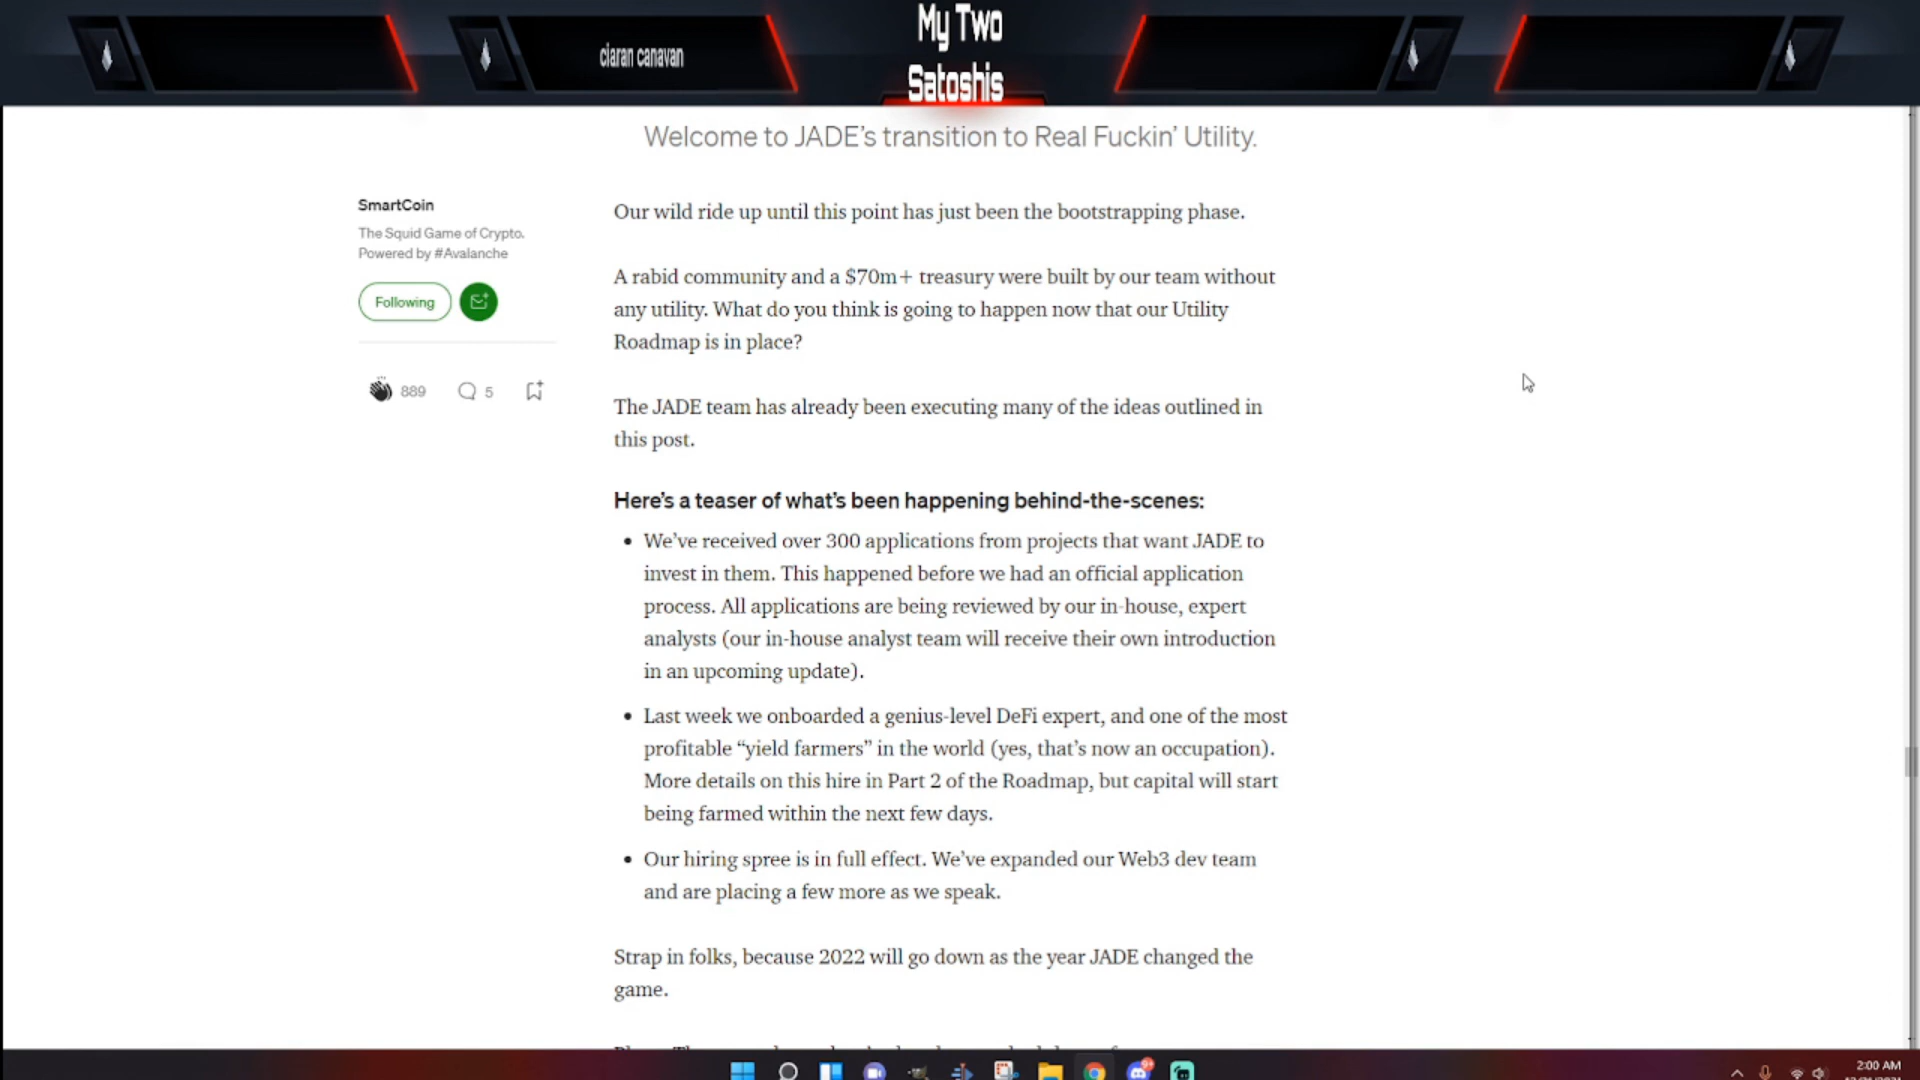 My Two
Satoshis
ciaran canavan
Welcome to JADE’s transition to Real Fuckin’ Utility.
SmartCoin
The Squid Game of Crypto.
Powered by #Avalanche
Following
889
5
Our wild ride up until this point has just been the bootstrapping phase.
A rabid community and a $70m+ treasury were built by our team without
any utility. What do you think is going to happen now that our Utility
Roadmap is in place?
The JADE team has already been executing many of the ideas outlined in
this post.
Here’s a teaser of what’s been happening behind-the-scenes:
• We’ve received over 300 applications from projects that want JADE to
invest in them. This happened before we had an official application
process. All applications are being reviewed by our in-house, expert
analysts (our in-house analyst team will receive their own introduction
in an upcoming update).
• Last week we onboarded a genius-level DeFi expert, and one of the most
profitable “yield farmers” in the world (yes, that’s now an occupation).
More details on this hire in Part 2 of the Roadmap, but capital will start
being farmed within the next few days.
• Our hiring spree is in full effect. We’ve expanded our Web3 dev team
and are placing a few more as we speak.
Strap in folks, because 2022 will go down as the year JADE changed the
game.
2:00 AM